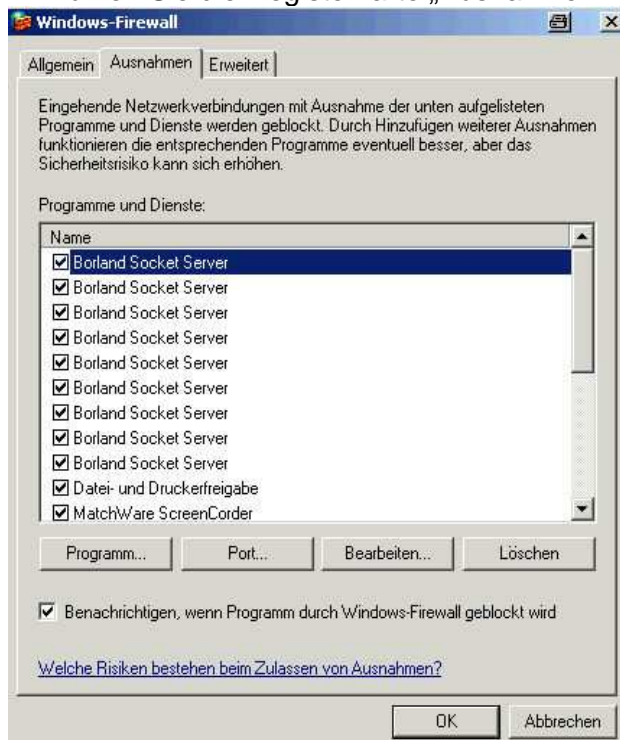 Windows-Firewall
Allgemein Ausnahmen Erweitert
Eingehende Netzwerkverbindungen mit Ausnahme der unten aufgelisteten
Programme und Dienste werden geblockt. Durch Hinzufügen weiterer Ausnahmen
funktionieren die entsprechenden Programme eventuell besser, aber das
Sicherheitsrisiko kann sich erhöhen.
Programme und Dienste:
Name
Borland Socket Server
Borland Socket Server
Borland Socket Server
Borland Socket Server
Borland Socket Server
Borland Socket Server
Borland Socket Server
Borland Socket Server
Borland Socket Server
Datei- und Druckerfreigabe
MatchWare ScreenCorder
Programm... Port... Bearbeiten... Löschen
Benachrichtigen, wenn Programm durch Windows-Firewall geblockt wird
Welche Risiken bestehen beim Zulassen von Ausnahmen?
OK Abbrechen